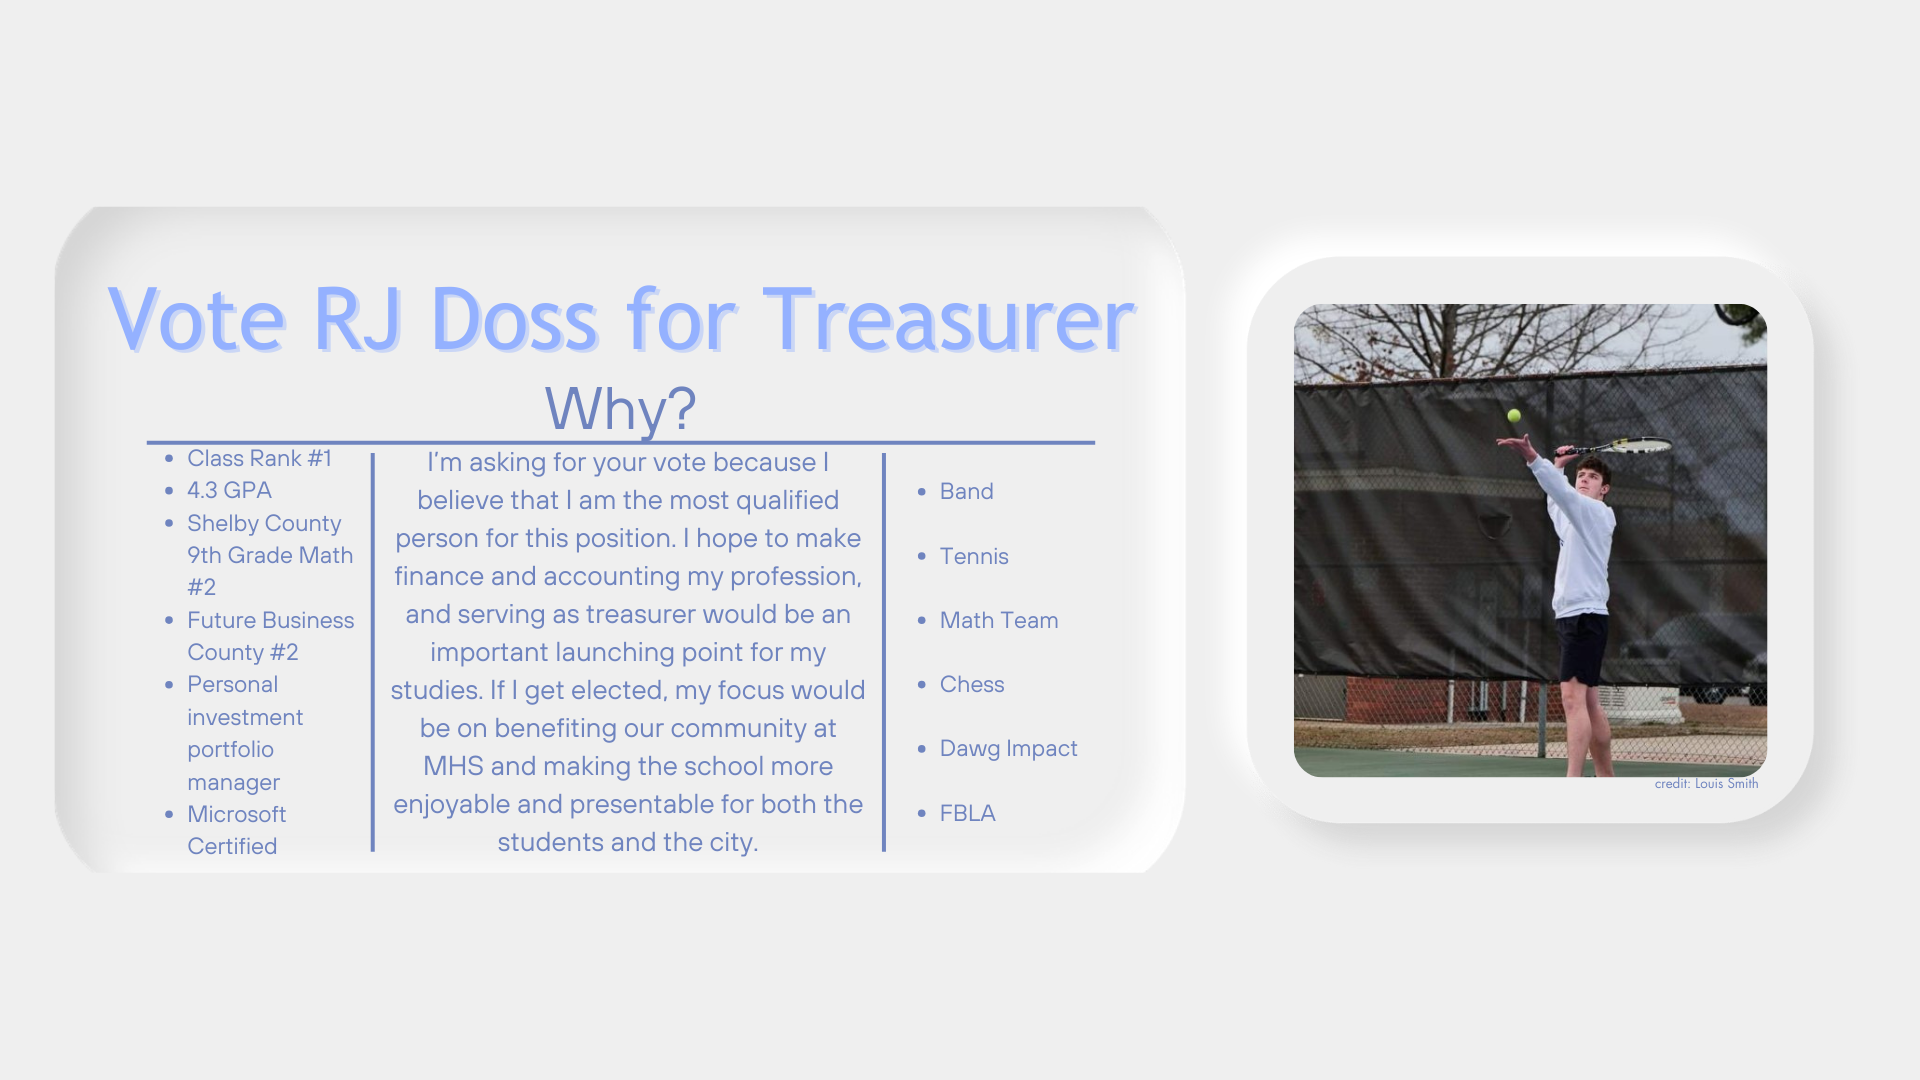 Vote RJ Doss for Treasurer
Why?
Class Rank #1
4.3 GPA
Shelby County
9th Grade Math
#2
Future Business
County #2
Personal
investment
portfolio
manager
Microsoft
Certified
I'm asking for your vote because I
believe that I am the most qualified
person for this position. I hope to make
finance and accounting my profession,
and serving as treasurer would be an
important launching point for my
studies. If I get elected, my focus would
be on benefiting our community at
MHS and making the school more
enjoyable and presentable for both the
students and the city.
Band
Tennis
Math Team
Chess
Dawg Impact
FBLA
credit: Louis Smith